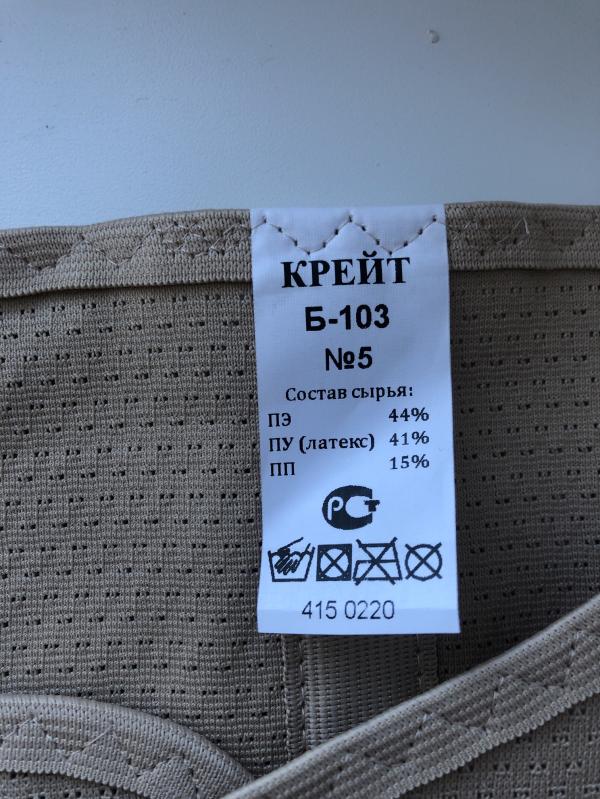 КРЕЙТ
Б-103
№5
Состав сырья:
ПЭ 44%
ПУ (латекс) 41%
ПП 15%
РСТ
415 0220